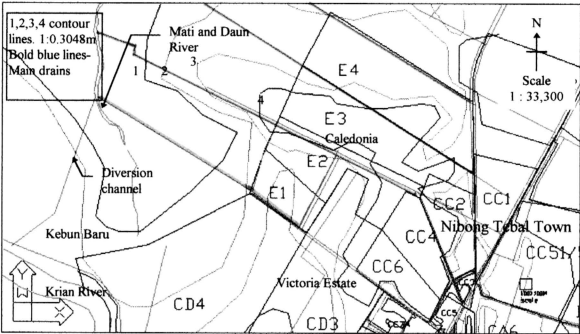 1,2,3,4 contour
lines. 1:0.3048m
Bold blue lines-
Main drains
Mati and Daun
River
N
Scale
1 : 33,300
1
2
3
4
E4
E3
Caledonia
E2
E1
CC1
CC2
Nibong Tebal Town
CC4
CC51/
Diversion
channel
Kebun Baru
CC6
Victoria Estate
Krian River
Y
W
X
CD4
CD3
CC5